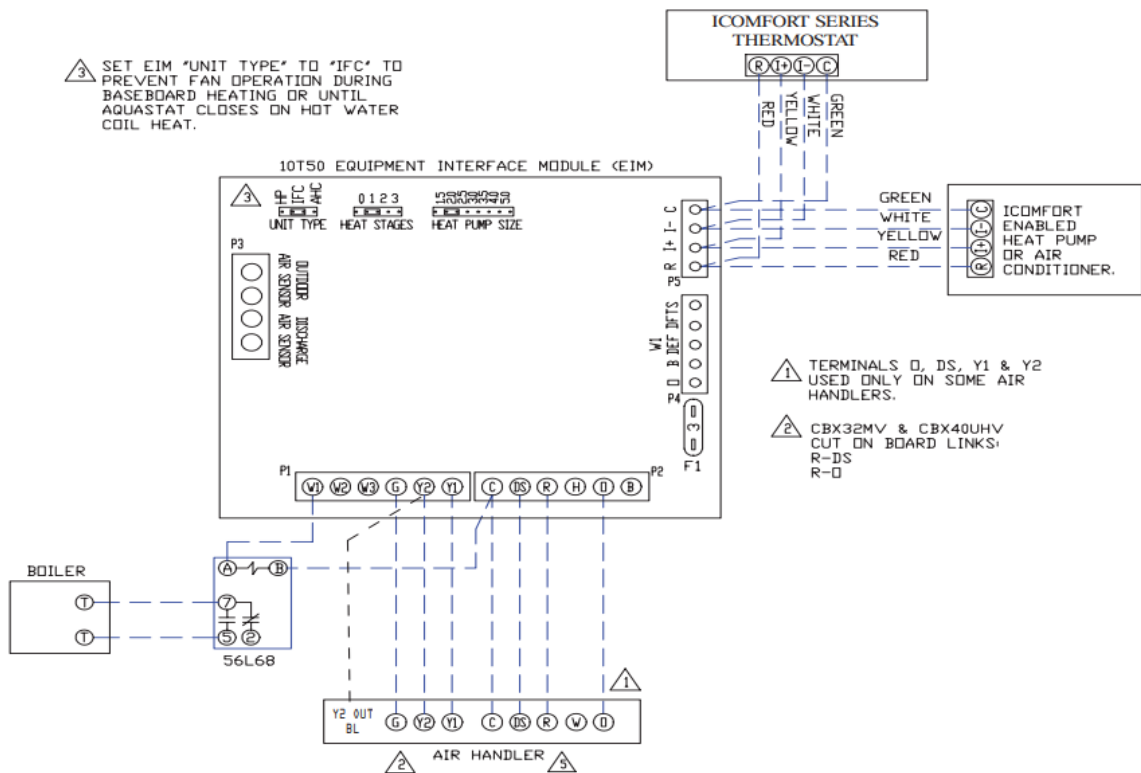 ICOMFORT SERIES
THERMOSTAT
R I+ I- C
RED
YELLOW
WHITE
GREEN
3 SET EIM "UNIT TYPE" TO "IFC" TO
PREVENT FAN OPERATION DURING
BASEBOARD HEATING OR UNTIL
AQUASTAT CLOSES ON HOT WATER
COIL HEAT.
10T50 EQUIPMENT INTERFACE MODULE (EIM)
3
HP IFC AHC
UNIT TYPE
0 1 2 3
HEAT STAGES
15 20 25 30 35 40 50
HEAT PUMP SIZE
P3
OUTDOOR
AIR SENSOR
DISCHARGE
AIR SENSOR
R I+ I- C
P5
GREEN
WHITE
YELLOW
RED
C
I-
I+
R
ICOMFORT
ENABLED
HEAT PUMP
OR AIR
CONDITIONER.
O B DEF DFTS
W1
P4
3
F1
1 TERMINALS O, DS, Y1 & Y2
USED ONLY ON SOME AIR
HANDLERS.
2 CBX32MV & CBX40UHV
CUT ON BOARD LINKS:
R-DS
R-O
P1
W1 W2 W3 G Y2 Y1
C DS R H O B
P2
BOILER
T
T
A B
7
5 2
56L68
1
Y2 OUT
BL
G Y2 Y1 C DS R W O
2 AIR HANDLER 5